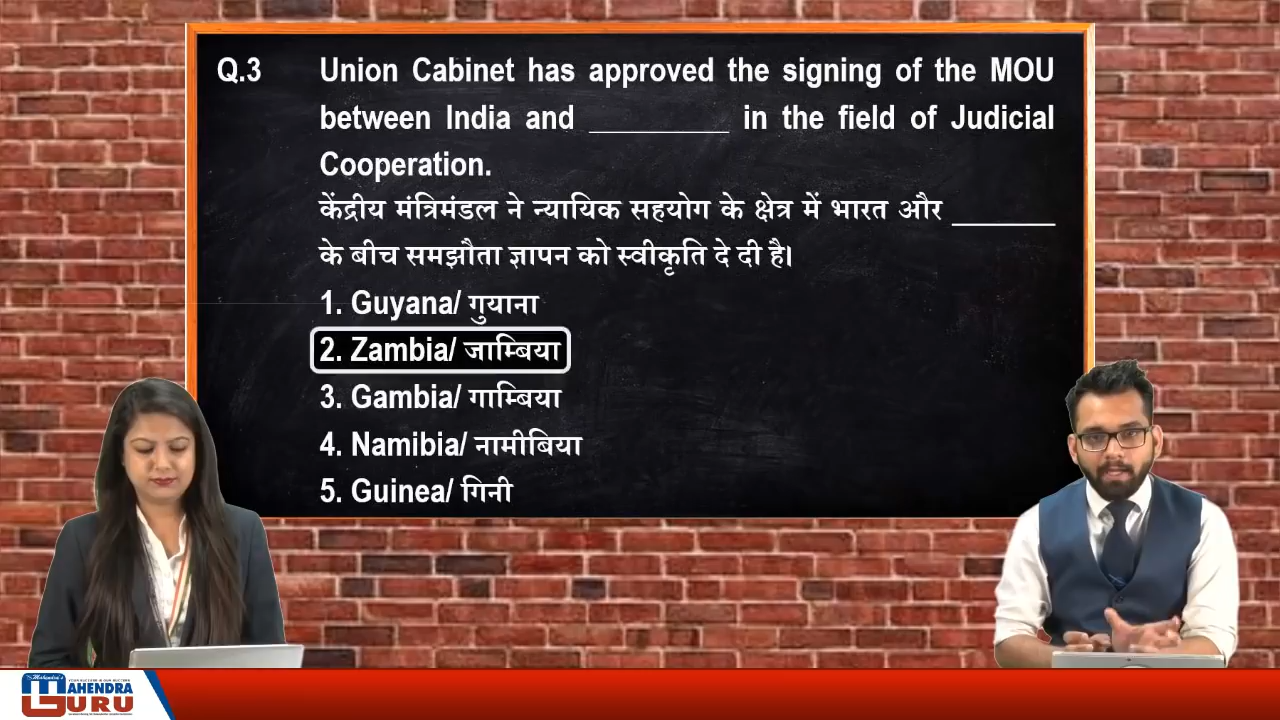 Q.3 Union Cabinet has approved the signing of the MOU
between India and __________ in the field of Judicial
Cooperation.
केंद्रीय मंत्रिमंडल ने न्यायिक सहयोग के क्षेत्र में भारत और ________
के बीच समझौता ज्ञापन को स्वीकृति दे दी है।
1. Guyana/ गुयाना
2. Zambia/ जाम्बिया
3. Gambia/ गाम्बिया
4. Namibia/ नामीबिया
5. Guinea/ गिनी
Mahendra's
MAHENDRA
GURU